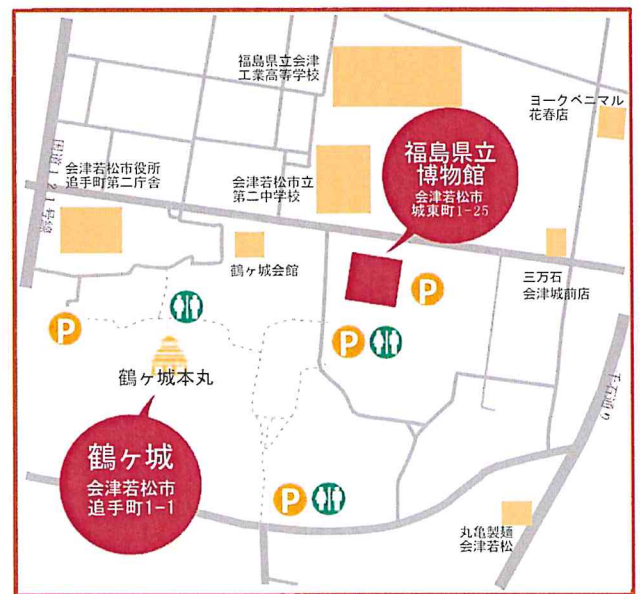 福島県立会津
工業高等学校
ヨークベニマル
花春店
福島県立
博物館
会津若松市
城東町1-25
国道121号線
会津若松市役所
追手町第二庁舎
会津若松市立
第二中学校
鶴ヶ城会館
三万石
会津城前店
P
P
P
鶴ヶ城本丸
千石通り
鶴ヶ城
会津若松市
追手町1-1
P
丸亀製麺
会津若松